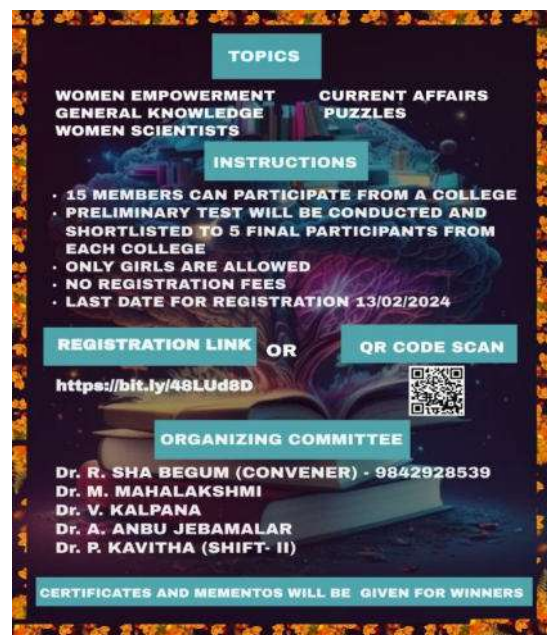 TOPICS
WOMEN EMPOWERMENT CURRENT AFFAIRS
GENERAL KNOWLEDGE PUZZLES
WOMEN SCIENTISTS
INSTRUCTIONS
• 15 MEMBERS CAN PARTICIPATE FROM A COLLEGE
• PRELIMINARY TEST WILL BE CONDUCTED AND
SHORTLISTED TO 5 FINAL PARTICIPANTS FROM
EACH COLLEGE
• ONLY GIRLS ARE ALLOWED
• NO REGISTRATION FEES
• LAST DATE FOR REGISTRATION 13/02/2024
REGISTRATION LINK OR QR CODE SCAN
https://bit.ly/48LUd8D
ORGANIZING COMMITTEE
Dr. R. SHA BEGUM (CONVENER) - 9842928539
Dr. M. MAHALAKSHMI
Dr. V. KALPANA
Dr. A. ANBU JEBAMALAR
Dr. P. KAVITHA (SHIFT- II)
CERTIFICATES AND MEMENTOS WILL BE GIVEN FOR WINNERS